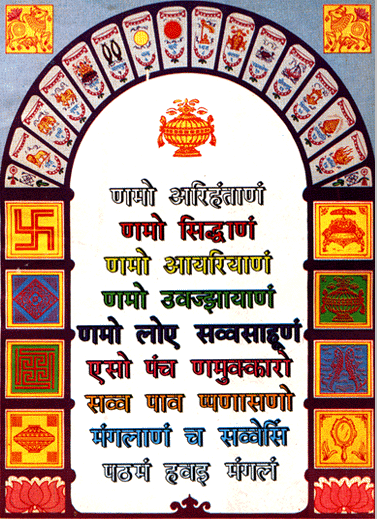 णमो अरिहंताणं
णमो सिद्धाणं
णमो आयरियाणं
णमो उवज्झायाणं
णमो लोए सव्वसाहूणं
एसो पंच णमुक्कारो
सव्व पाव प्पणासणो
मंगलाणं च सव्वेसिं
पठमं हवइ मंगलं